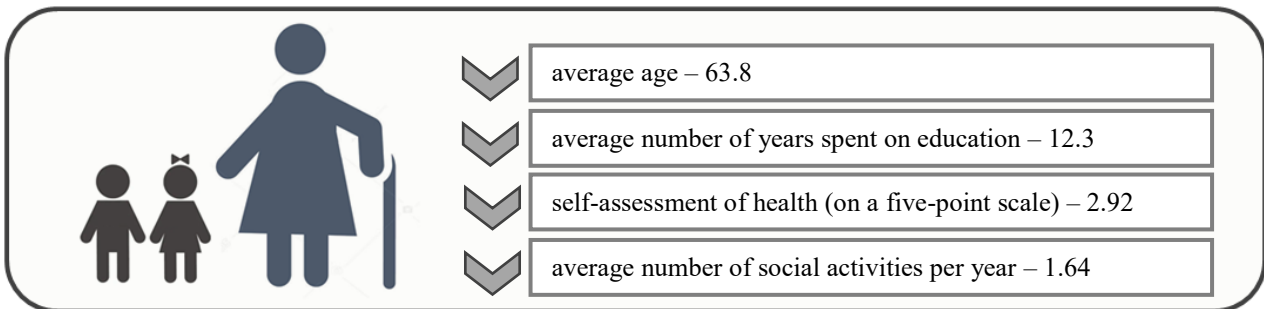 average age – 63.8
average number of years spent on education – 12.3
self-assessment of health (on a five-point scale) – 2.92
average number of social activities per year – 1.64